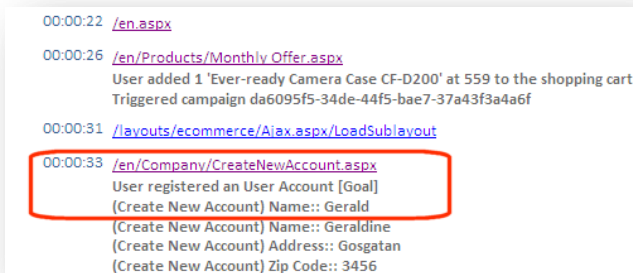 00:00:22 /en.aspx
00:00:26 /en/Products/Monthly Offer.aspx
User added 1 'Ever-ready Camera Case CF-D200' at 559 to the shopping cart
Triggered campaign da6095f5-34de-44f5-bae7-37a43f3a4a6f
00:00:31 /layouts/ecommerce/Ajax.aspx/LoadSublayout
00:00:33 /en/Company/CreateNewAccount.aspx
User registered an User Account [Goal]
(Create New Account) Name:: Gerald
(Create New Account) Name:: Geraldine
(Create New Account) Address:: Gosgatan
(Create New Account) Zip Code:: 3456